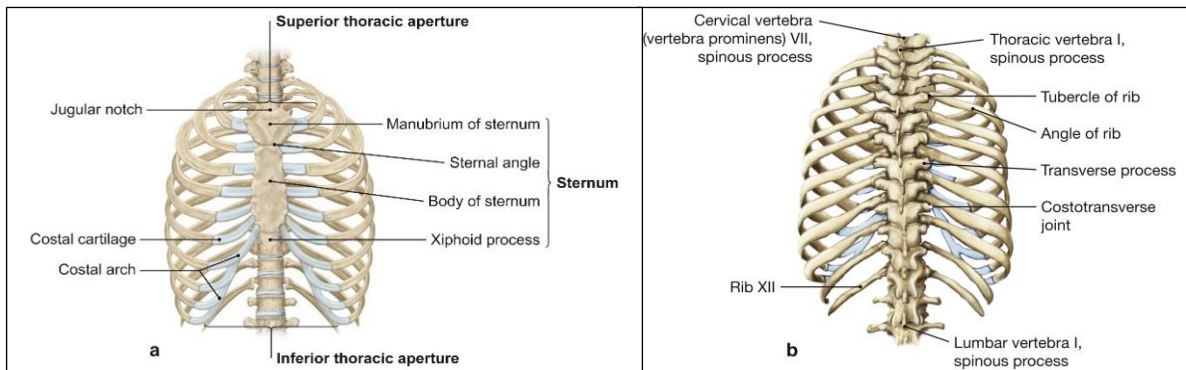 Superior thoracic aperture
Jugular notch
Manubrium of sternum
Sternal angle
Sternum
Body of sternum
Costal cartilage
Xiphoid process
Costal arch
a
Inferior thoracic aperture
Cervical vertebra
(vertebra prominens) VII,
spinous process
Thoracic vertebra I,
spinous process
Tubercle of rib
Angle of rib
Transverse process
Costotransverse
joint
Rib XII
b
Lumbar vertebra I,
spinous process